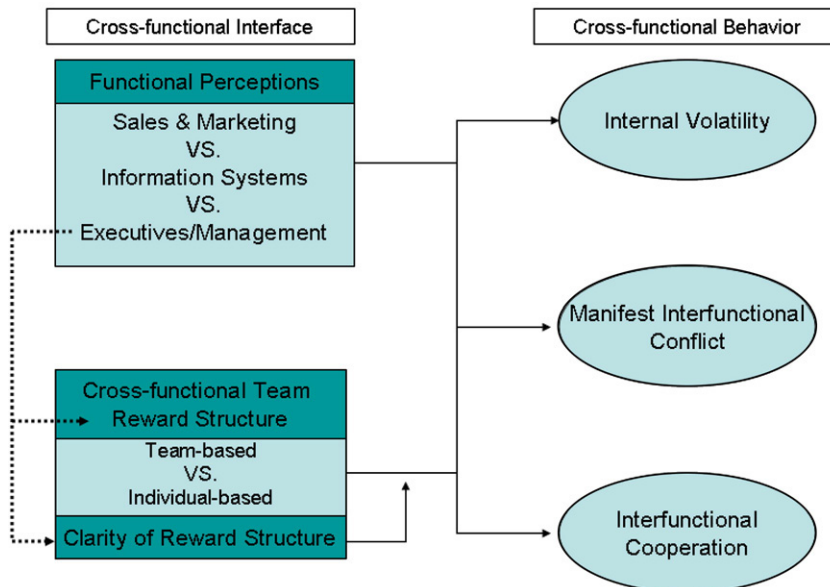 Cross-functional Interface
Functional Perceptions
Sales & Marketing
VS.
Information Systems
VS.
Executives/Management
Cross-functional Team
Reward Structure
Team-based
VS.
Individual-based
Clarity of Reward Structure
Cross-functional Behavior
Internal Volatility
Manifest Interfunctional
Conflict
Interfunctional
Cooperation